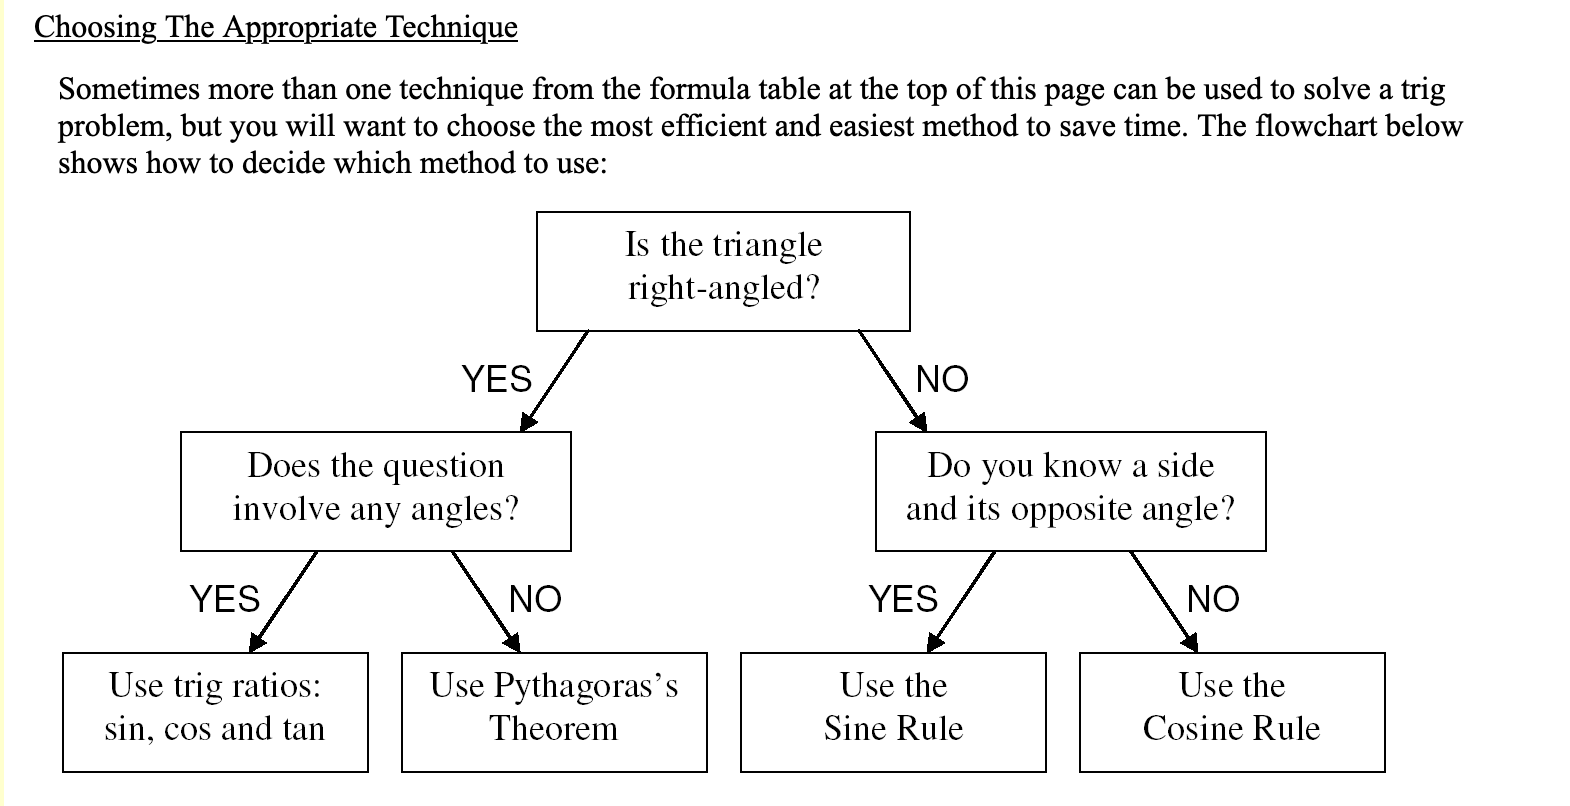 Choosing The Appropriate Technique
Sometimes more than one technique from the formula table at the top of this page can be used to solve a trig
problem, but you will want to choose the most efficient and easiest method to save time. The flowchart below
shows how to decide which method to use:
Is the triangle
right-angled?
YES
NO
Does the question
involve any angles?
Do you know a side
and its opposite angle?
YES
NO
YES
NO
Use trig ratios:
sin, cos and tan
Use Pythagoras’s
Theorem
Use the
Sine Rule
Use the
Cosine Rule